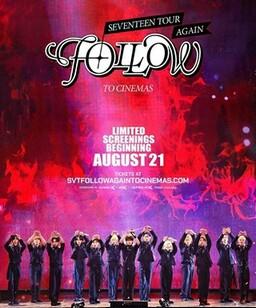 SEVENTEEN TOUR
AGAIN
FOLLOW
TO CINEMAS
LIMITED
SCREENINGS
BEGINNING
AUGUST 21
TICKETS AT
SVTFOLLOWAGAINTOCINEMAS.COM